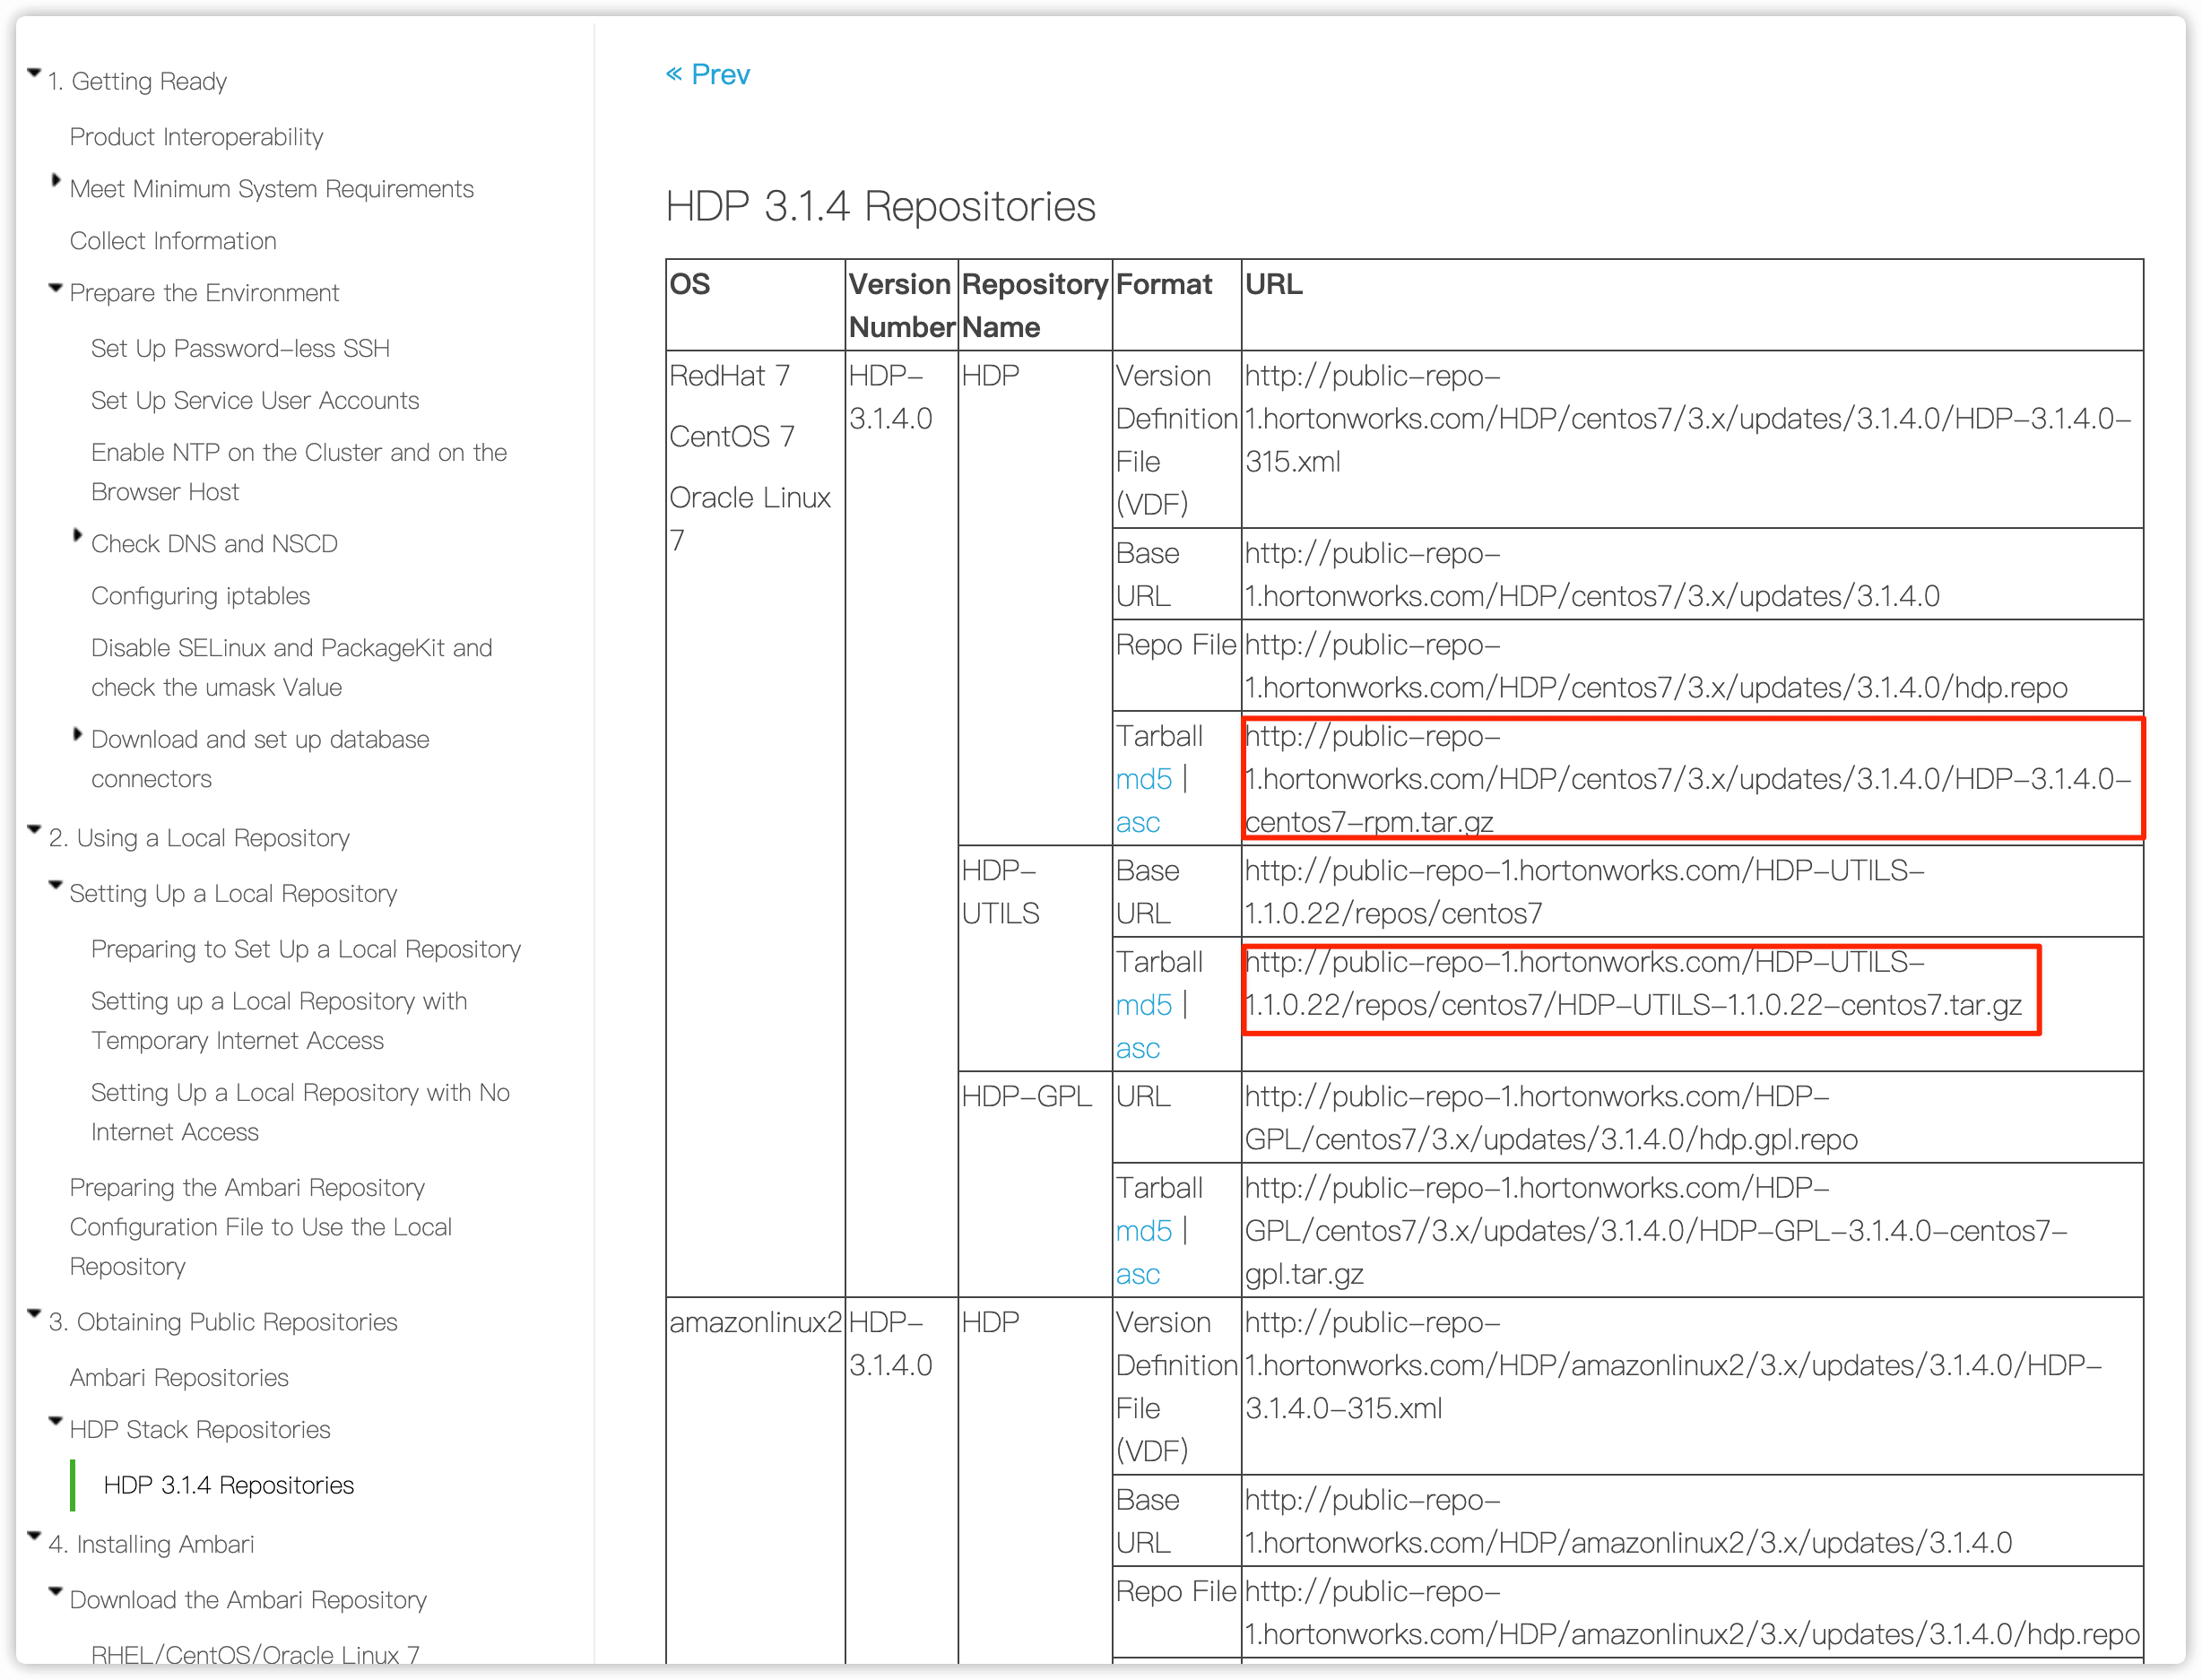 1. Getting Ready
Product Interoperability
Meet Minimum System Requirements
Collect Information
Prepare the Environment
Set Up Password-less SSH
Set Up Service User Accounts
Enable NTP on the Cluster and on the
Browser Host
Check DNS and NSCD
Configuring iptables
Disable SELinux and PackageKit and
check the umask Value
Download and set up database
connectors
2. Using a Local Repository
Setting Up a Local Repository
Preparing to Set Up a Local Repository
Setting up a Local Repository with
Temporary Internet Access
Setting Up a Local Repository with No
Internet Access
Preparing the Ambari Repository
Configuration File to Use the Local
Repository
3. Obtaining Public Repositories
Ambari Repositories
HDP Stack Repositories
HDP 3.1.4 Repositories
4. Installing Ambari
Download the Ambari Repository
RHEL/CentOS/Oracle Linux 7
« Prev
HDP 3.1.4 Repositories
OS
Version
Number
Repository
Name
Format
URL
RedHat 7
CentOS 7
Oracle Linux
7
HDP-
3.1.4.0
HDP
Version
Definition
File
(VDF)
http://public-repo-
1.hortonworks.com/HDP/centos7/3.x/updates/3.1.4.0/HDP-3.1.4.0-
315.xml
Base
URL
http://public-repo-
1.hortonworks.com/HDP/centos7/3.x/updates/3.1.4.0
Repo File
http://public-repo-
1.hortonworks.com/HDP/centos7/3.x/updates/3.1.4.0/hdp.repo
Tarball
md5 |
asc
http://public-repo-
1.hortonworks.com/HDP/centos7/3.x/updates/3.1.4.0/HDP-3.1.4.0-
centos7-rpm.tar.gz
HDP-
UTILS
Base
URL
http://public-repo-1.hortonworks.com/HDP-UTILS-
1.1.0.22/repos/centos7
Tarball
md5 |
asc
http://public-repo-1.hortonworks.com/HDP-UTILS-
1.1.0.22/repos/centos7/HDP-UTILS-1.1.0.22-centos7.tar.gz
HDP-GPL
URL
http://public-repo-1.hortonworks.com/HDP-
GPL/centos7/3.x/updates/3.1.4.0/hdp.gpl.repo
Tarball
md5 |
asc
http://public-repo-1.hortonworks.com/HDP-
GPL/centos7/3.x/updates/3.1.4.0/HDP-GPL-3.1.4.0-centos7-
gpl.tar.gz
amazonlinux2
HDP-
3.1.4.0
HDP
Version
Definition
File
(VDF)
http://public-repo-
1.hortonworks.com/HDP/amazonlinux2/3.x/updates/3.1.4.0/HDP-
3.1.4.0-315.xml
Base
URL
http://public-repo-
1.hortonworks.com/HDP/amazonlinux2/3.x/updates/3.1.4.0
Repo File
http://public-repo-
1.hortonworks.com/HDP/amazonlinux2/3.x/updates/3.1.4.0/hdp.repo